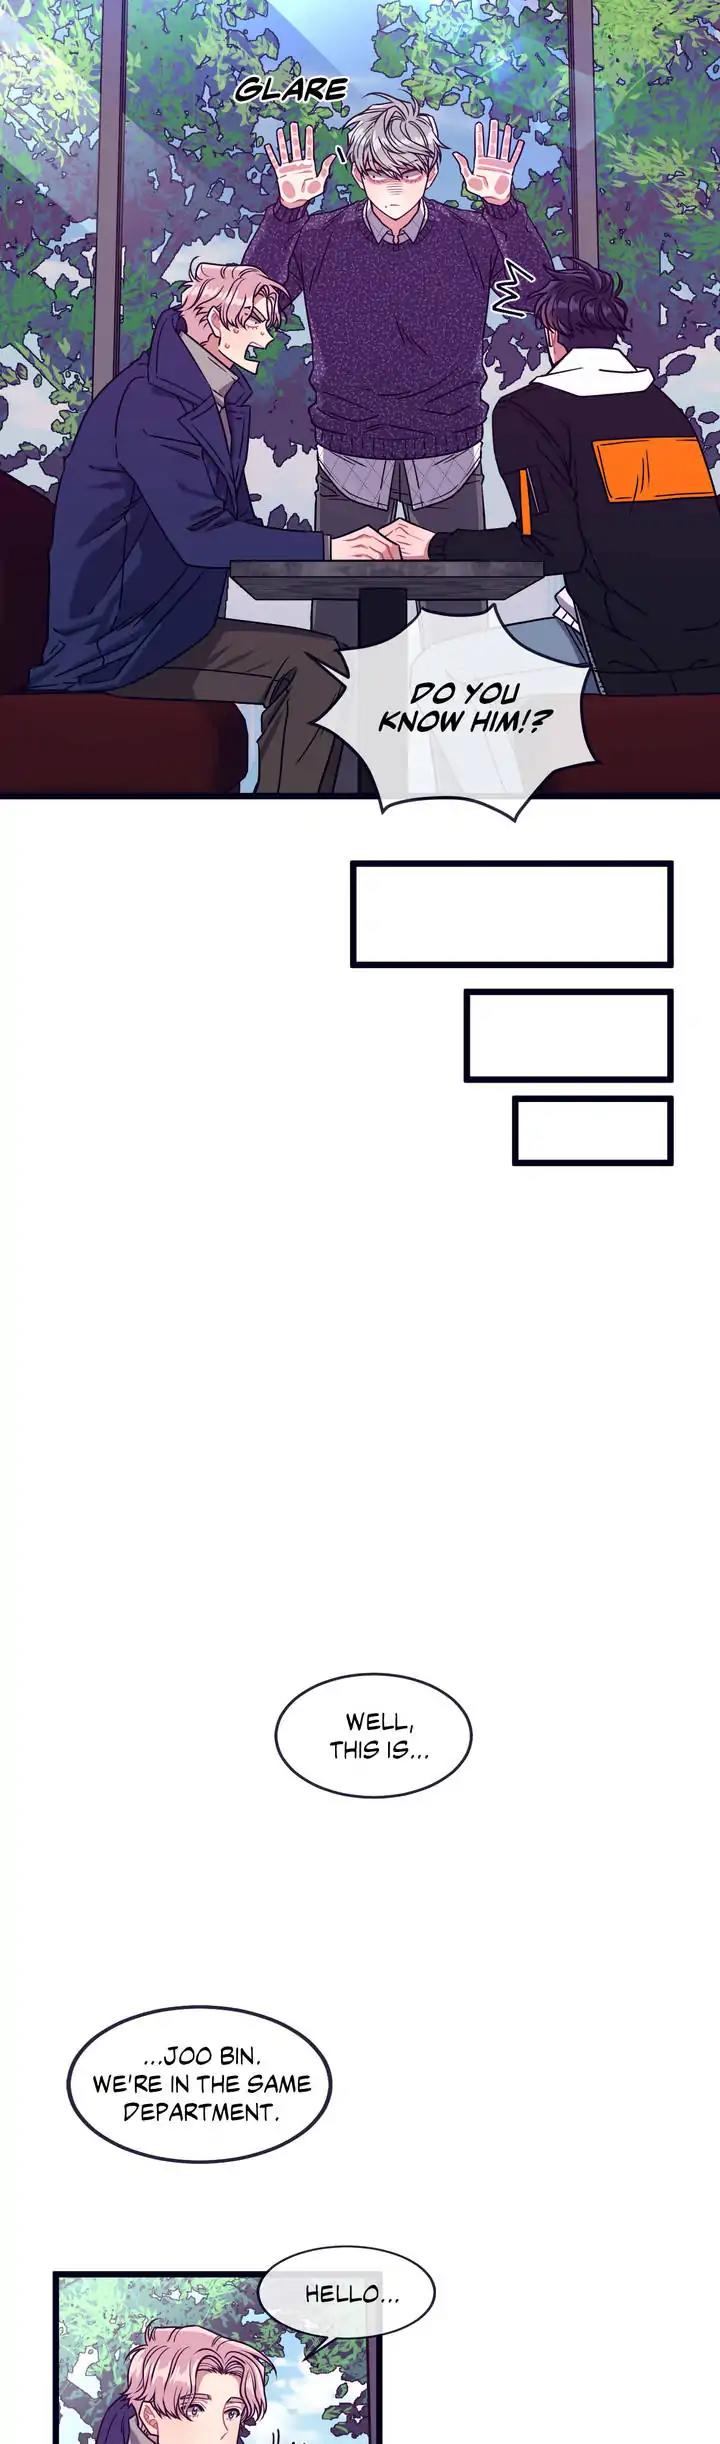 GLARE
DO YOU
KNOW HIM!?
WELL,
THIS IS...
...JOO BIN.
WE'RE IN THE SAME
DEPARTMENT.
HELLO...